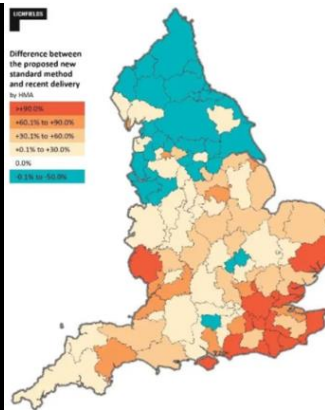 LICHFIELDS
Difference between
the proposed new
standard method
and recent delivery
by HMA
>+90.0%
+60.1% to +90.0%
+30.1% to +60.0%
+0.1% to +30.0%
0.0%
-0.1% to -50.0%